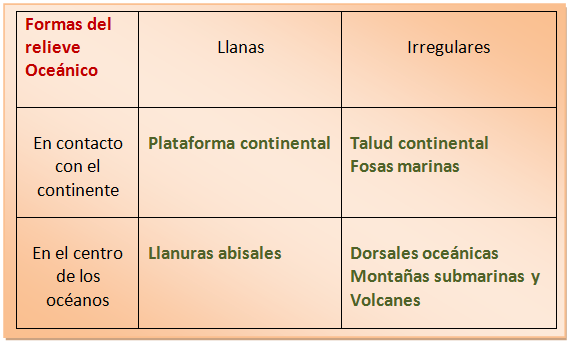 Formas del
relieve
Oceánico
Llanas
Irregulares
En contacto
con el
continente
Plataforma continental
Talud continental
Fosas marinas
En el centro
de los
océanos
Llanuras abisales
Dorsales oceánicas
Montañas submarinas y
Volcanes